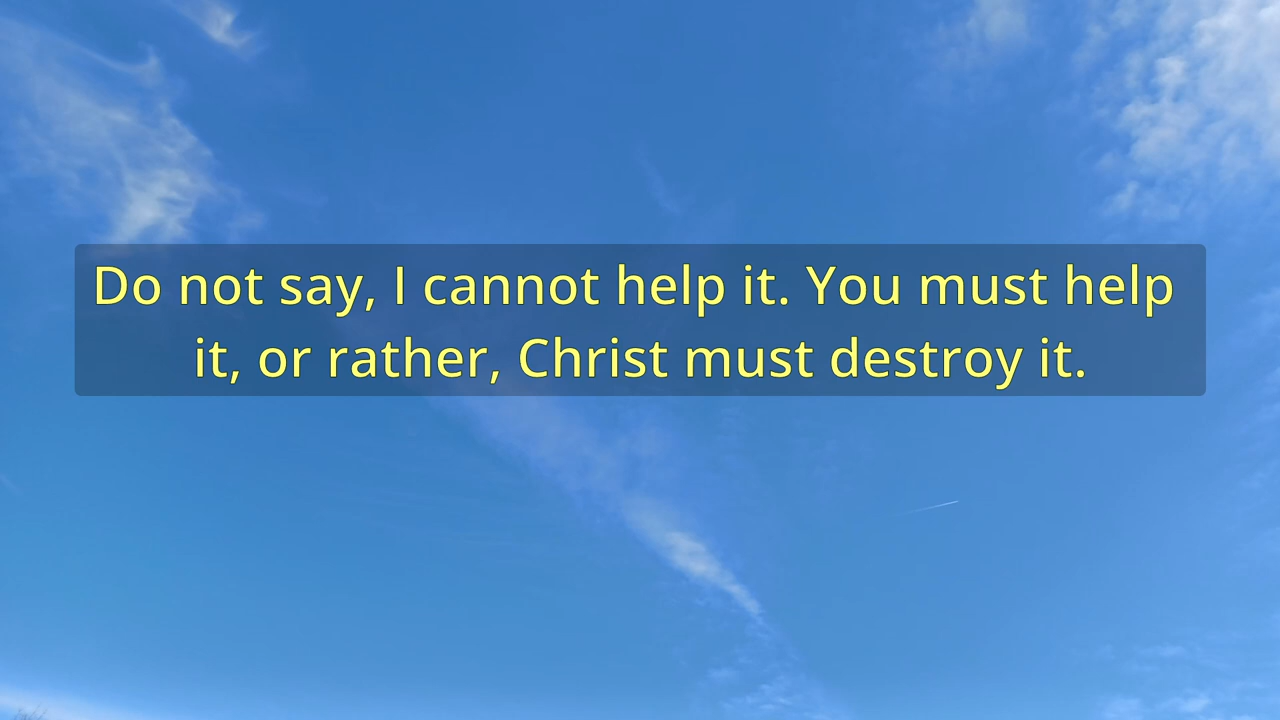 Do not say, I cannot help it. You must help
it, or rather, Christ must destroy it.